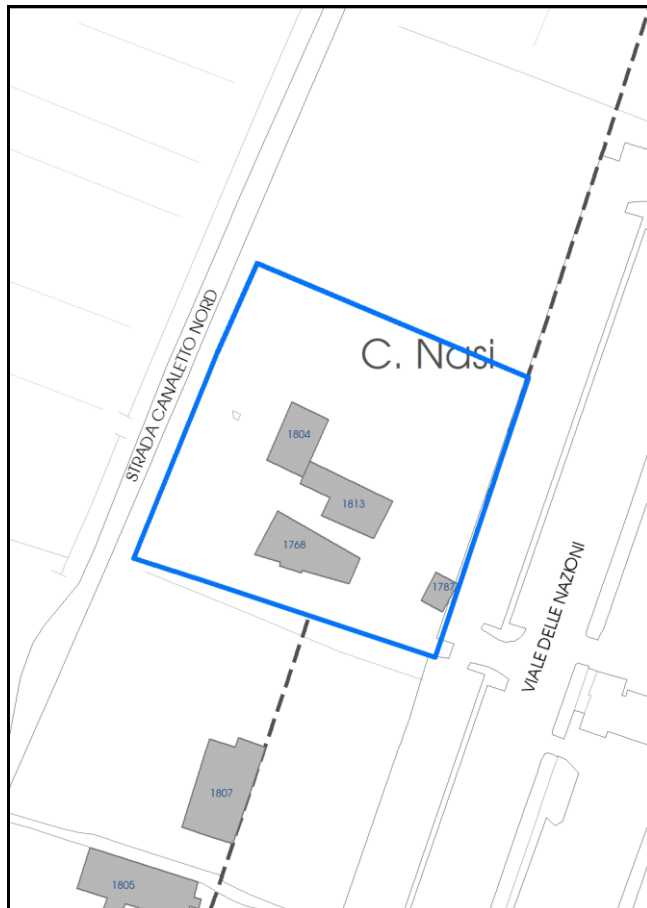 STRADA CANALETTO NORD
C. Nasi
1804
1813
1768
1787
VIALE DELLE NAZIONI
1807
1805